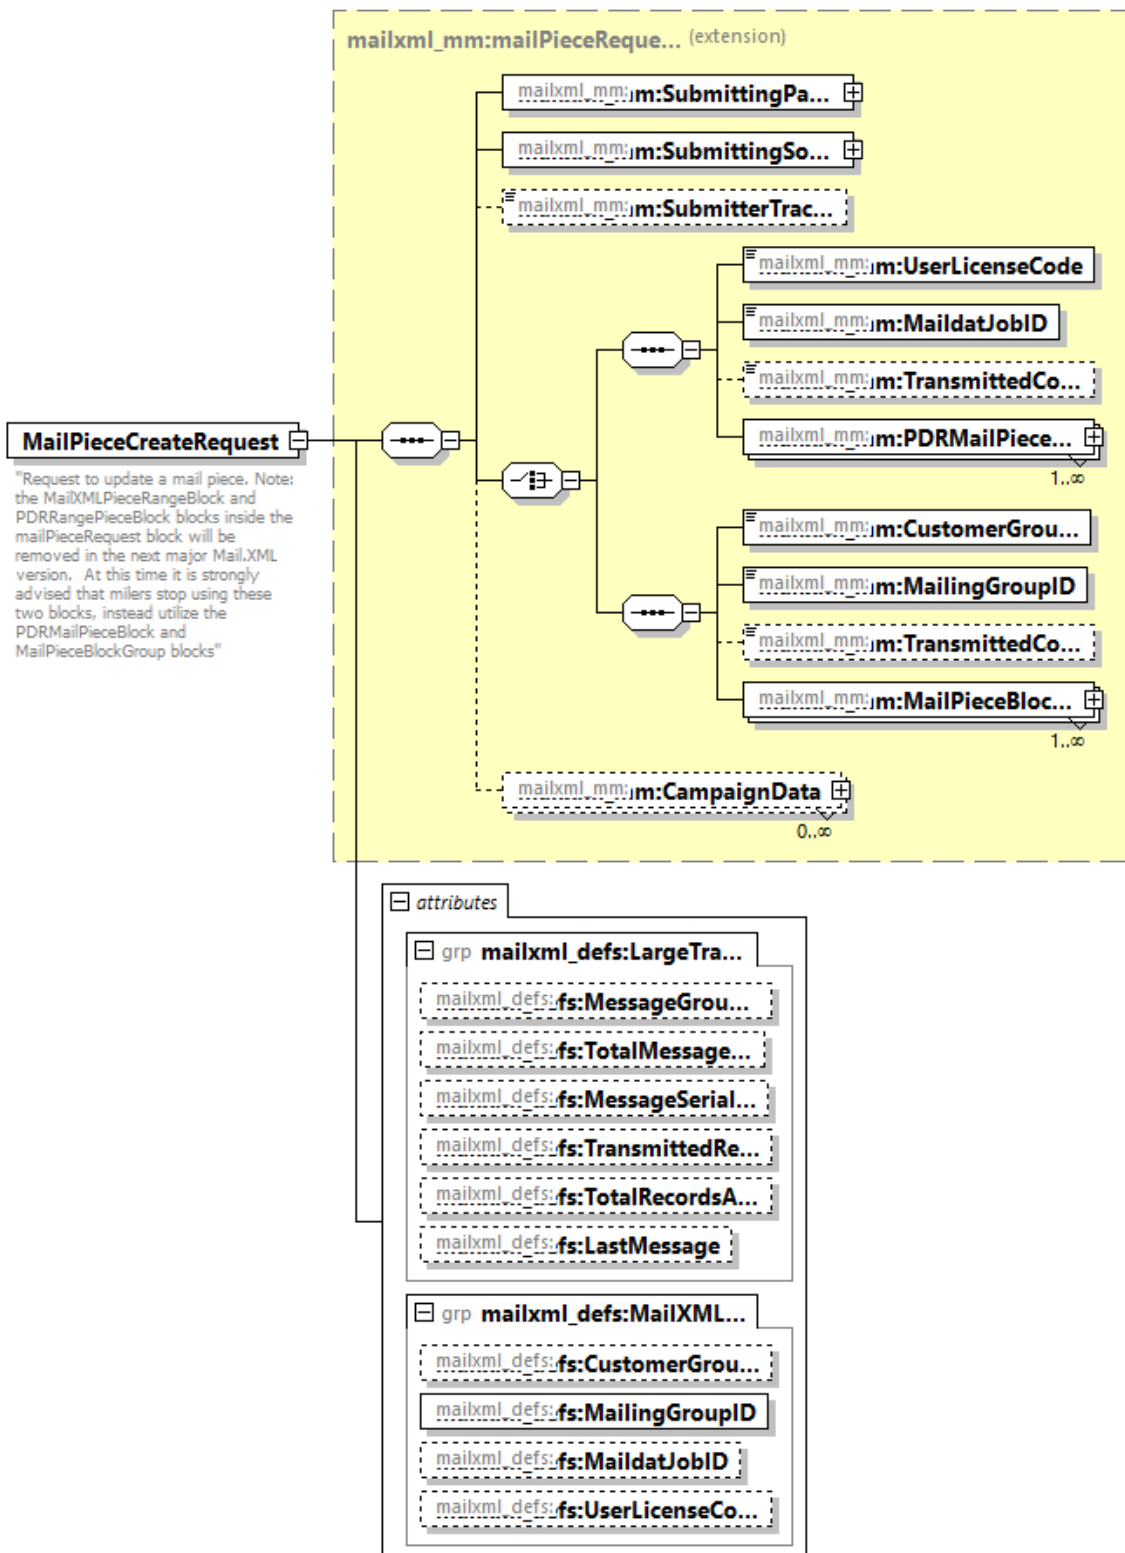 mailxml_mm:mailPieceReque... (extension)
mailxml_mm:m:SubmittingPa...
mailxml_mm:m:SubmittingSo...
mailxml_mm:m:SubmitterTrac...
mailxml_mm:m:UserLicenseCode
mailxml_mm:m:MaildatJobID
mailxml_mm:m:TransmittedCo...
mailxml_mm:m:PDRMailPiece...
1..∞
MailPieceCreateRequest
"Request to update a mail piece. Note:
the MailXMLPieceRangeBlock and
PDRRangePieceBlock blocks inside the
mailPieceRequest block will be
removed in the next major Mail.XML
version.  At this time it is strongly
advised that milers stop using these
two blocks, instead utilize the
PDRMailPieceBlock and
MailPieceBlockGroup blocks"
mailxml_mm:m:CustomerGrou...
mailxml_mm:m:MailingGroupID
mailxml_mm:m:TransmittedCo...
mailxml_mm:m:MailPieceBloc...
1..∞
mailxml_mm:m:CampaignData
0..∞
attributes
grp mailxml_defs:LargeTra...
mailxml_defs:fs:MessageGrou...
mailxml_defs:fs:TotalMessage...
mailxml_defs:fs:MessageSerial...
mailxml_defs:fs:TransmittedRe...
mailxml_defs:fs:TotalRecordsA...
mailxml_defs:fs:LastMessage
grp mailxml_defs:MailXML...
mailxml_defs:fs:CustomerGrou...
mailxml_defs:fs:MailingGroupID
mailxml_defs:fs:MaildatJobID
mailxml_defs:fs:UserLicenseCo...